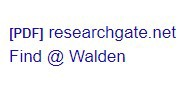 [PDF] researchgate.net
Find @ Walden